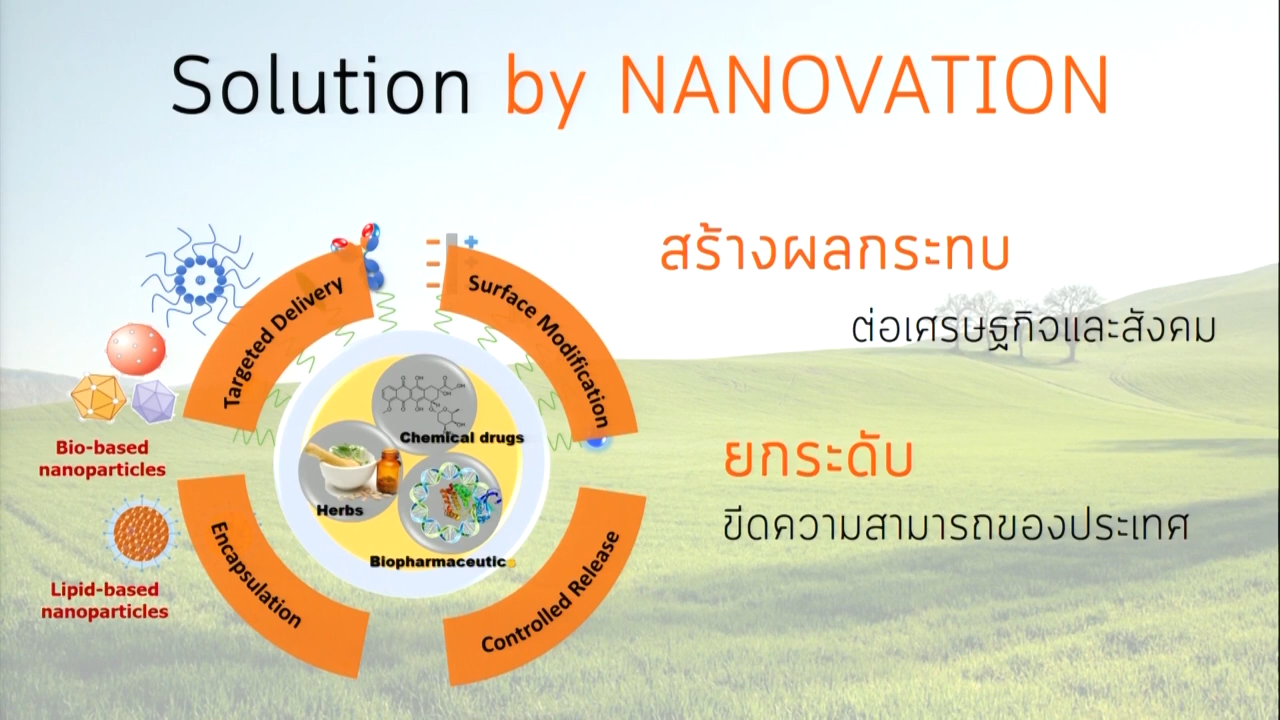 Solution by NANOVATION
สร้างผลกระทบ
ต่อเศรษฐกิจและสังคม
ยกระดับ
ขีดความสามารถของประเทศ
Targeted Delivery
Surface Modification
Chemical drugs
Herbs
Biopharmaceutics
Bio-based
nanoparticles
Encapsulation
Controlled Release
Lipid-based
nanoparticles